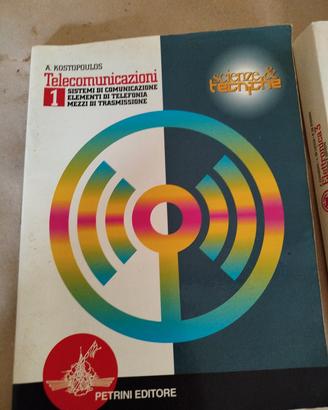 A. KOSTOPOULOS
Telecomunicazioni
1 SISTEMI DI COMUNICAZIONE
ELEMENTI DI TELEFONIA
MEZZI DI TRASMISSIONE
scienze &
tecniche
PETRINI EDITORE